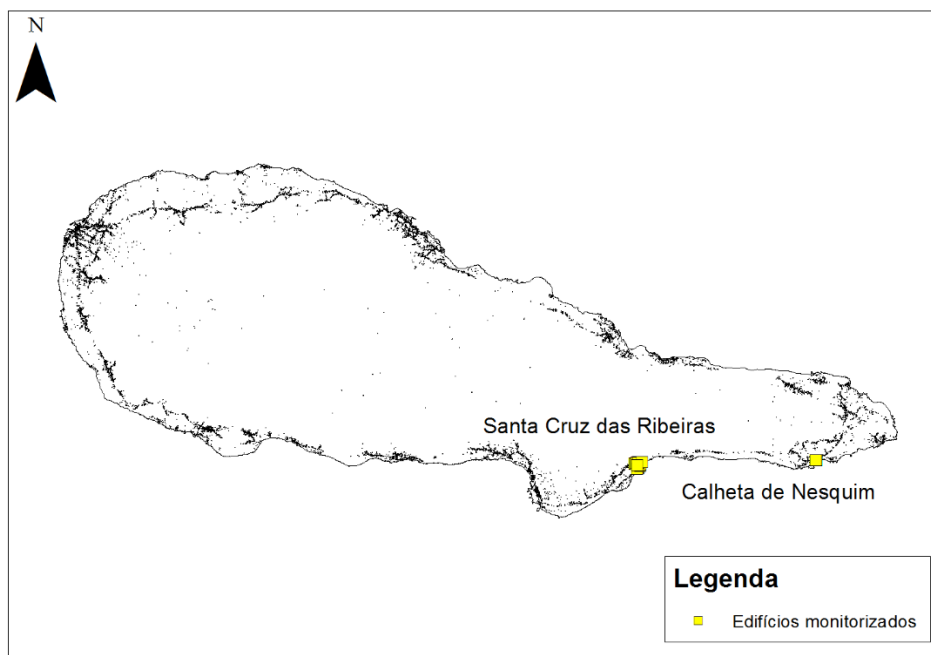 N
Santa Cruz das Ribeiras
Calheta de Nesquim
Legenda
Edifícios monitorizados